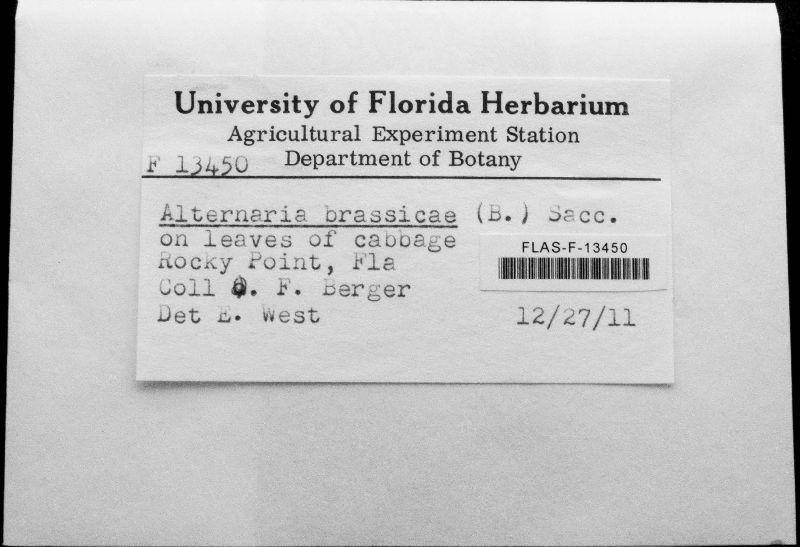 University of Florida Herbarium
Agricultural Experiment Station
Department of Botany
F 13450
Alternaria brassicae (B.) Sacc.
on leaves of cabbage
FLAS-F-13450
Rocky Point, Fla
Coll . F. Berger
Det E. West
12/27/11